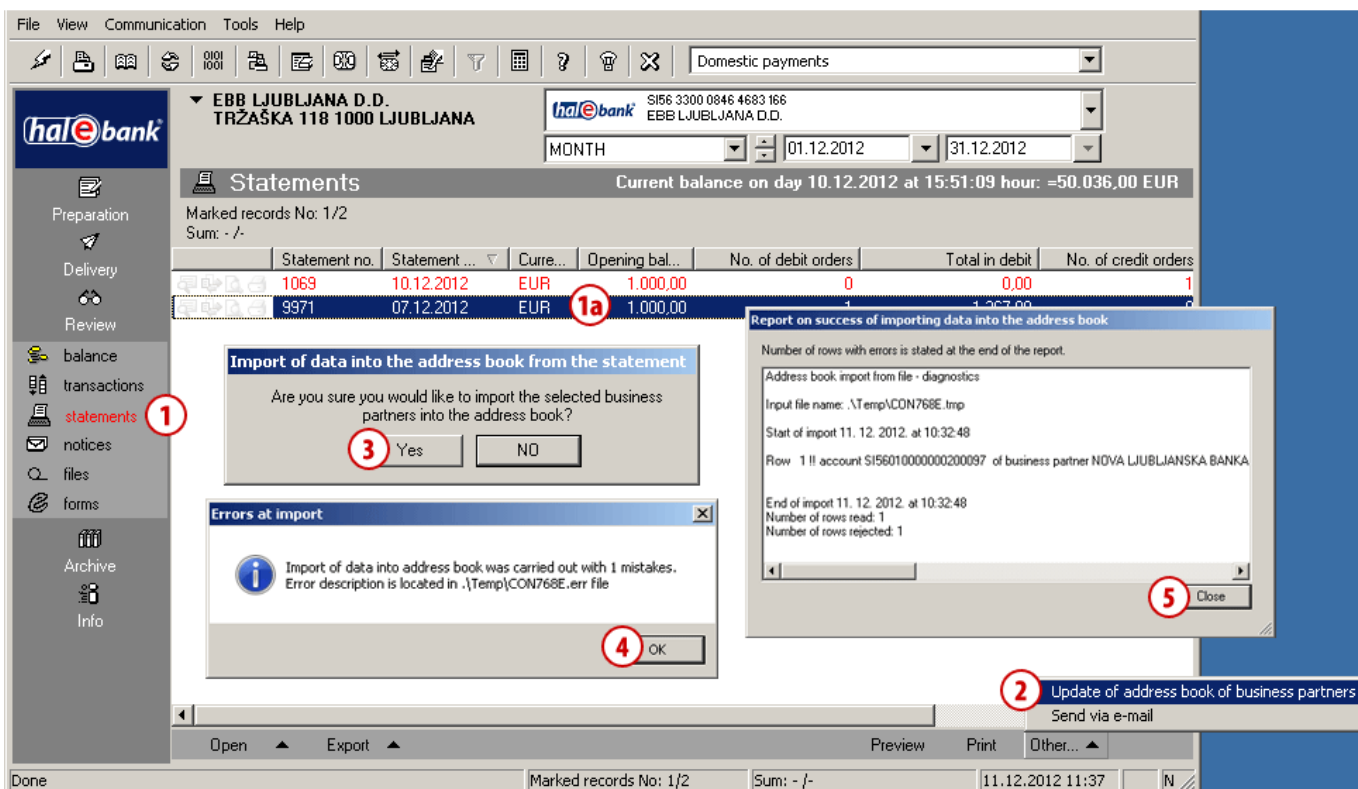 File View Communication Tools Help
Domestic payments
hal@bank
EBB LJUBLJANA D.D.
TRŽAŠKA 118 1000 LJUBLJANA
hal@bank SI56 3300 0846 4683 166
EBB LJUBLJANA D.D.
MONTH 01.12.2012 31.12.2012
Statements Current balance on day 10.12.2012 at 15:51:09 hour: =50.036,00 EUR
Marked records No: 1/2
Sum: - /-
Statement no. Statement ... Curre... Opening bal... No. of debit orders Total in debit No. of credit orders
1069 10.12.2012 EUR 1.000,00 0 0,00 1
9971 07.12.2012 EUR 1a 1.000,00
Preparation
Delivery
Review
balance
transactions
statements 1
notices
files
forms
Archive
Info
Import of data into the address book from the statement
Are you sure you would like to import the selected business
partners into the address book?
3 Yes NO
Errors at import
Import of data into address book was carried out with 1 mistakes.
Error description is located in .\Temp\CON768E.err file
4 OK
Report on success of importing data into the address book
Number of rows with errors is stated at the end of the report.
Address book import from file - diagnostics
Input file name: .\Temp\CON768E.tmp
Start of import 11. 12. 2012. at 10:32:48
Row 1 !! account SI56010000000200097 of business partner NOVA LJUBLJANSKA BANKA
End of import 11. 12. 2012. at 10:32:48
Number of rows read: 1
Number of rows rejected: 1
5 Close
2 Update of address book of business partners
Send via e-mail
Open Export Preview Print Other...
Done Marked records No: 1/2 Sum: - /- 11.12.2012 11:37 N